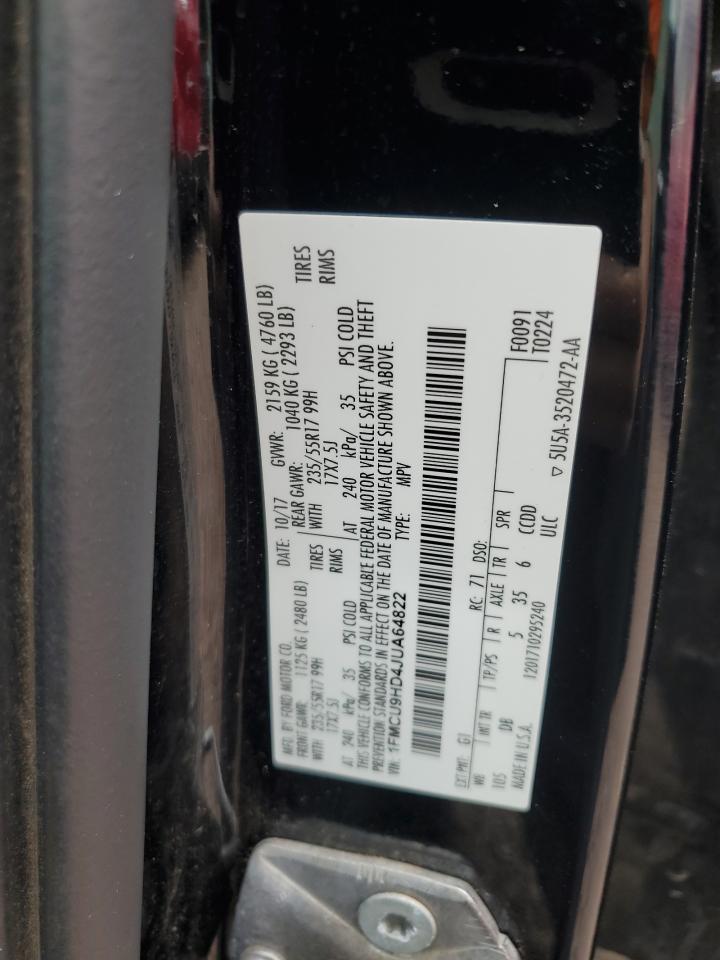 MFD. BY FORD MOTOR CO. DATE: 10/17 GVWR: 2159 KG ( 4760 LB)
FRONT GAWR: 1125 KG ( 2480 LB) REAR GAWR: 1040 KG ( 2293 LB)
WITH 235/55R17 99H TIRES WITH 235/55R17 99H TIRES
17X7.5J RIMS 17X7.5J RIMS
AT 240 kPa/ 35 PSI COLD AT 240 kPa/ 35 PSI COLD
THIS VEHICLE CONFORMS TO ALL APPLICABLE FEDERAL MOTOR VEHICLE SAFETY AND THEFT
PREVENTION STANDARDS IN EFFECT ON THE DATE OF MANUFACTURE SHOWN ABOVE.
VIN: 1FMCU9HD4JUA64822 TYPE: MPV
EXT PNT: G1 RC: 71 DSO:
WB INT TR TP/PS R AXLE TR SPR F0091
105 DB 5 35 6 CCDD T0224
MADE IN U.S.A. 1201710295240 ULC 5U5A-3520472-AA